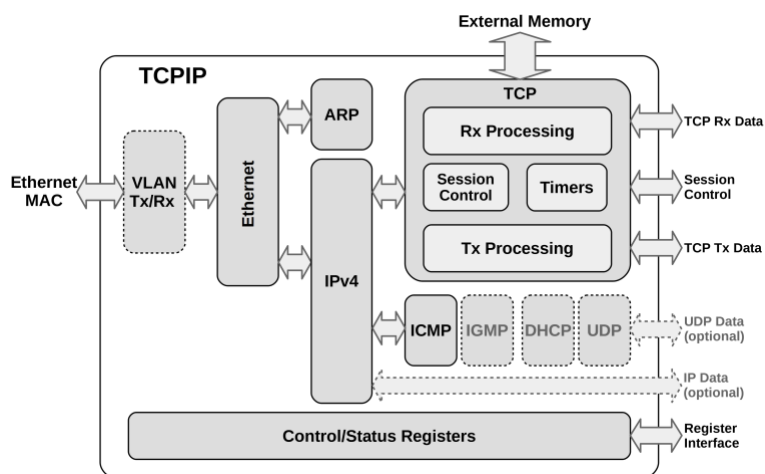 External Memory
TCPIP
TCP
ARP
Rx Processing
TCP Rx Data
Ethernet
MAC
VLAN
Tx/Rx
Ethernet
Session
Control
Timers
Session
Control
Tx Processing
TCP Tx Data
IPv4
ICMP
IGMP
DHCP
UDP
UDP Data
(optional)
IP Data
(optional)
Control/Status Registers
Register
Interface